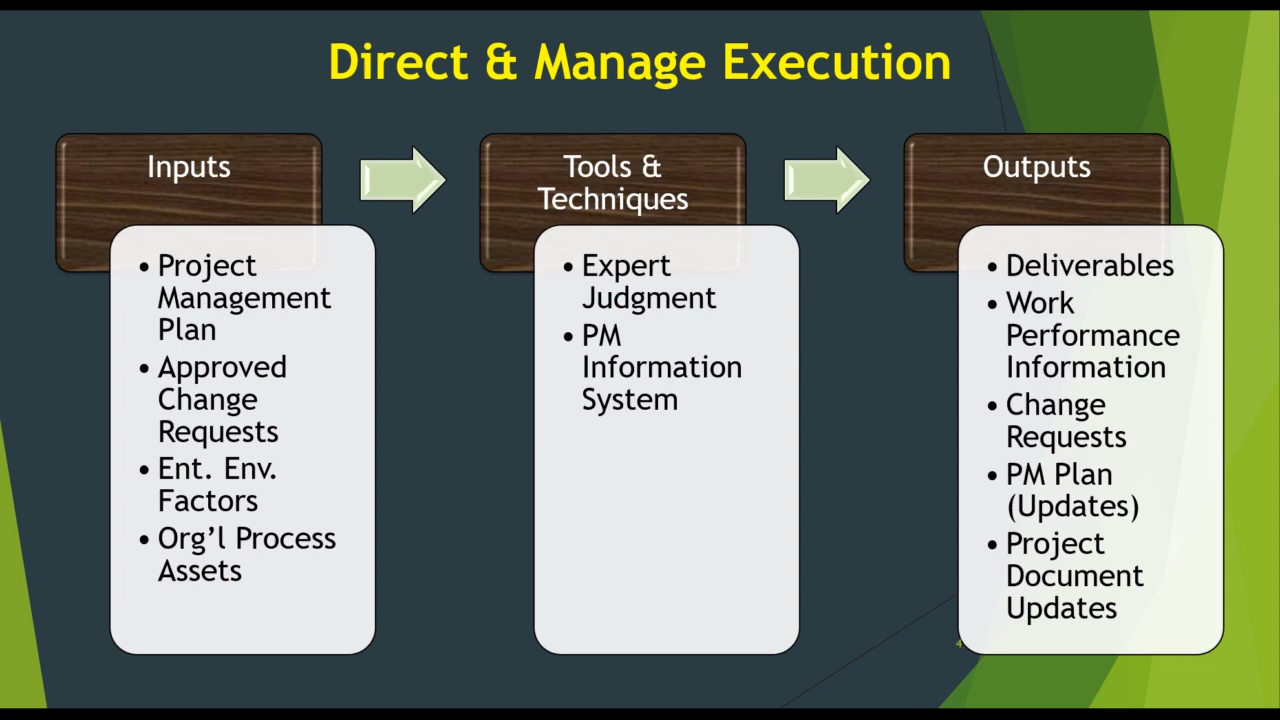 Direct & Manage Execution
Inputs
• Project
Management
Plan
• Approved
Change
Requests
• Ent. Env.
Factors
• Org’l Process
Assets
Tools &
Techniques
• Expert
Judgment
• PM
Information
System
Outputs
• Deliverables
• Work
Performance
Information
• Change
Requests
• PM Plan
(Updates)
• Project
Document
Updates
4